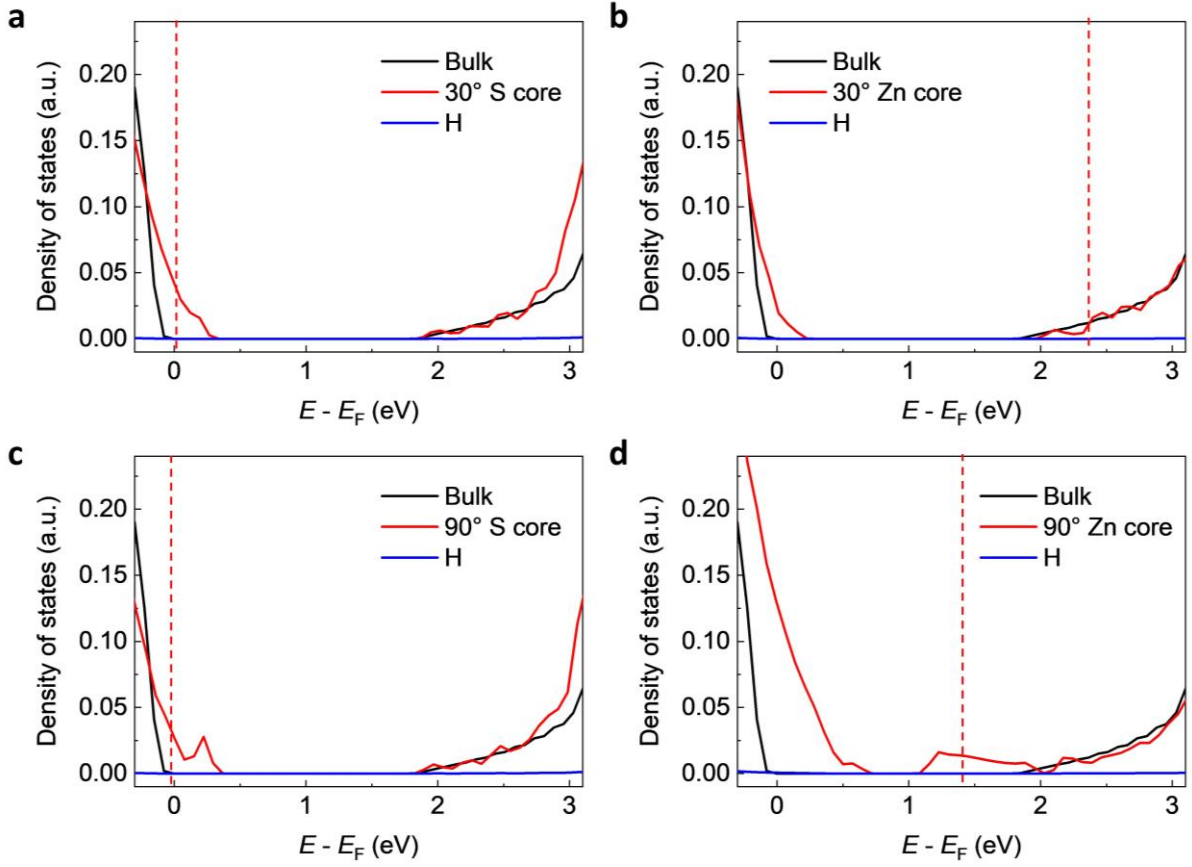 a
Density of states (a.u.)
0.20
0.15
0.10
0.05
0.00
Bulk
30° S core
H
0 1 2 3
E - E_F (eV)
b
Density of states (a.u.)
0.20
0.15
0.10
0.05
0.00
Bulk
30° Zn core
H
0 1 2 3
E - E_F (eV)
c
Density of states (a.u.)
0.20
0.15
0.10
0.05
0.00
Bulk
90° S core
H
0 1 2 3
E - E_F (eV)
d
Density of states (a.u.)
0.20
0.15
0.10
0.05
0.00
Bulk
90° Zn core
H
0 1 2 3
E - E_F (eV)